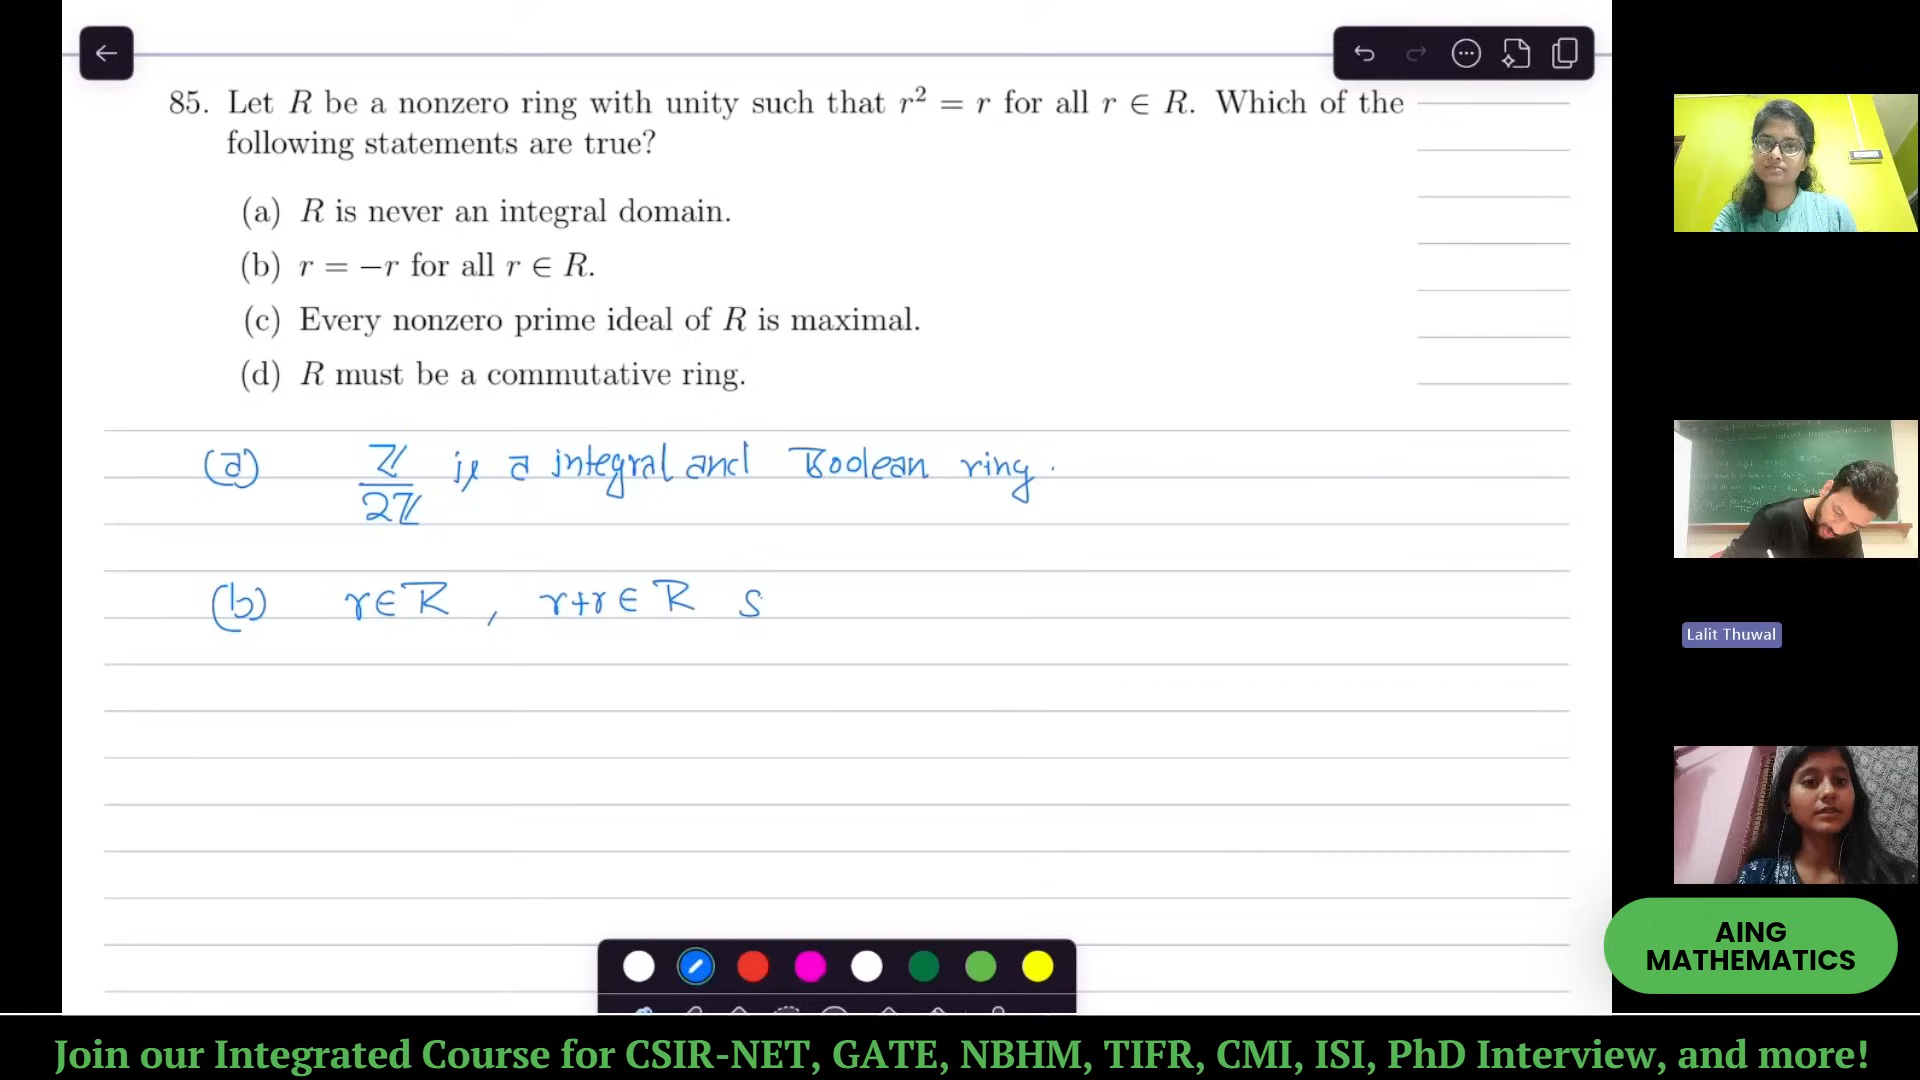 85. Let R be a nonzero ring with unity such that r² = r for all r ∈ R. Which of the
following statements are true?
(a) R is never an integral domain.
(b) r = −r for all r ∈ R.
(c) Every nonzero prime ideal of R is maximal.
(d) R must be a commutative ring.
(a) ℤ/2ℤ is a integral and Boolean ring.
(b) r∈R, r+r∈R s
Lalit Thuwal
AING
MATHEMATICS
Join our Integrated Course for CSIR-NET, GATE, NBHM, TIFR, CMI, ISI, PhD Interview, and more!